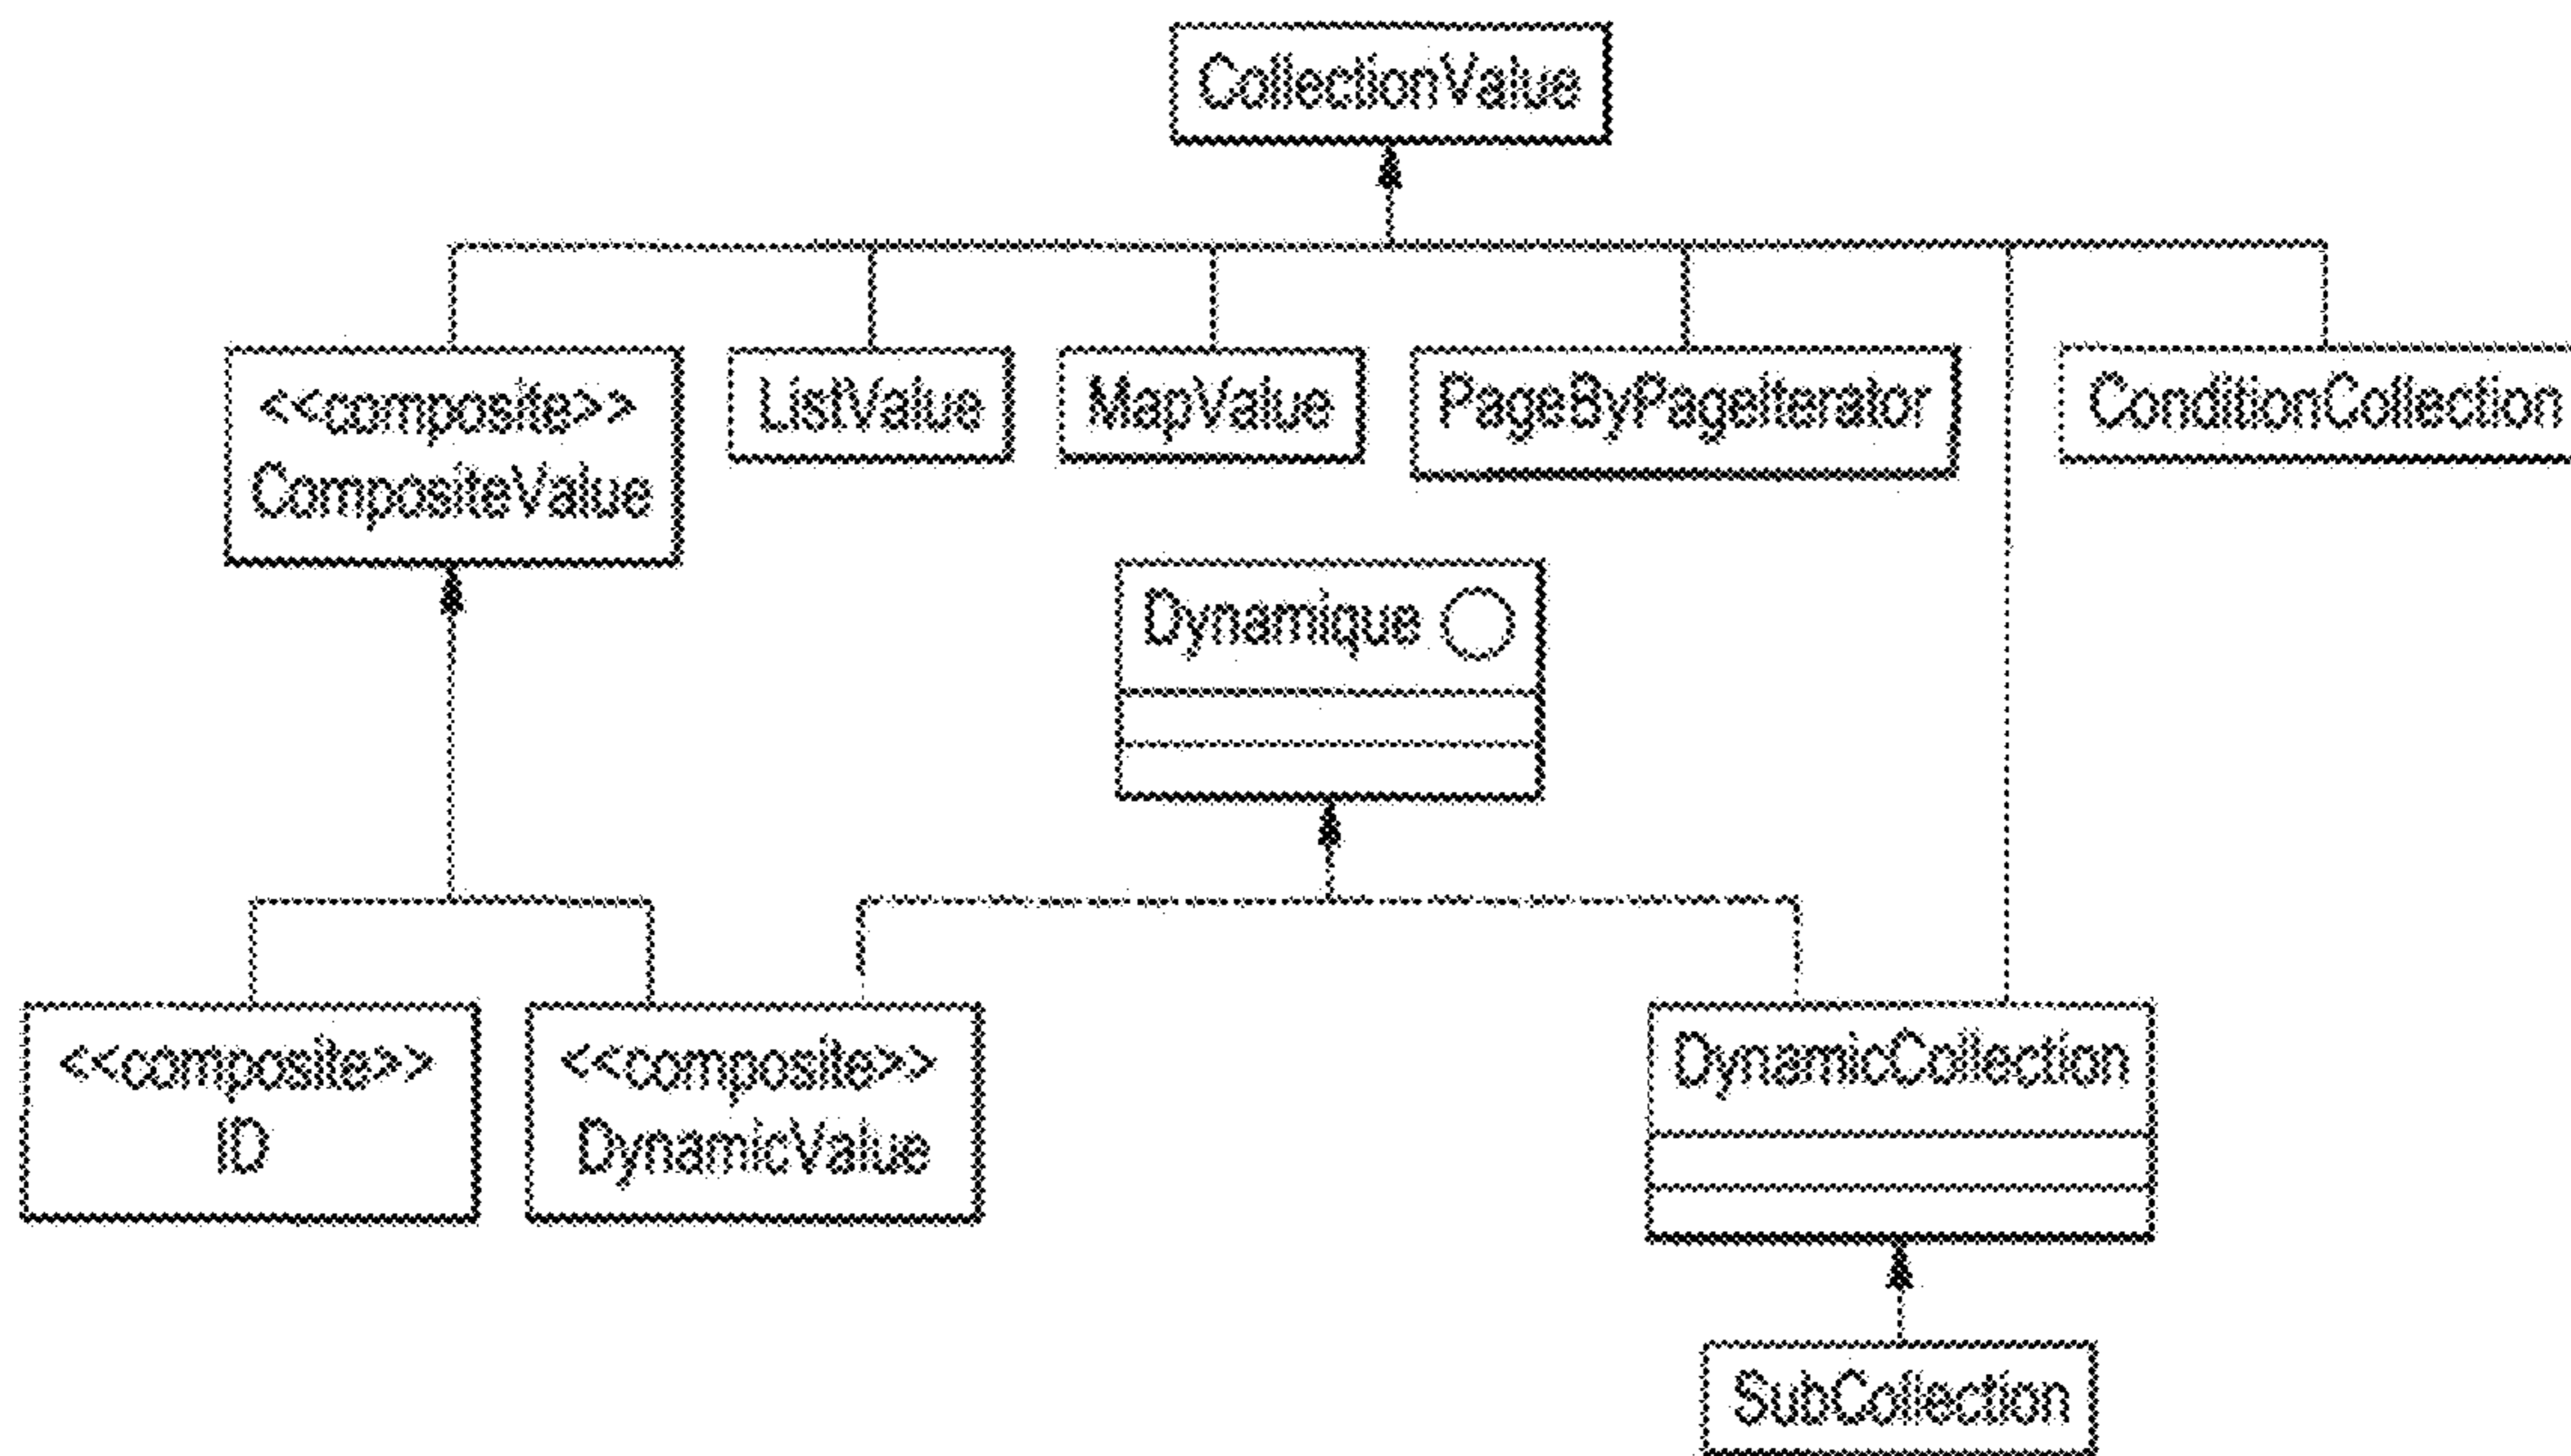 CollectionValue
<<composite>>
CompositeValue
ListValue
MapValue
PageByPageIterator
ConditionCollection
Dynamique
<<composite>>
ID
<<composite>>
DynamicValue
DynamicCollection
SubCollection